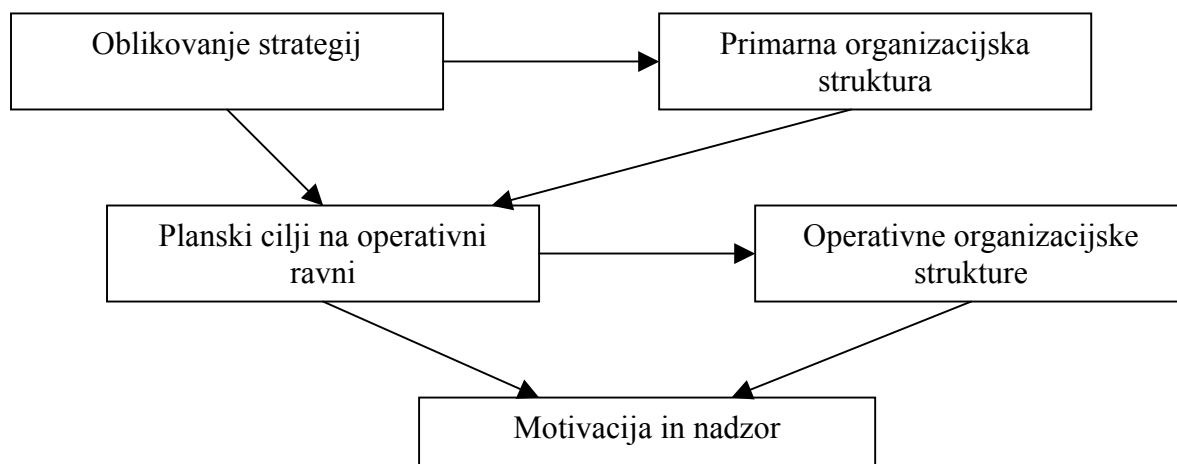 Oblikovanje strategij
Primarna organizacijska
struktura
Planski cilji na operativni
ravni
Operativne organizacijske
strukture
Motivacija in nadzor